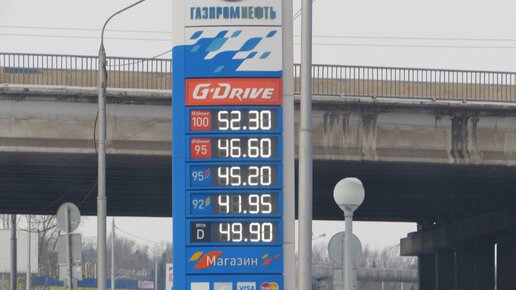 ГАЗПРОМНЕФТЬ
G-DRIVE
G-DRIVE 100 52.30
G-DRIVE 95 46.60
95 45.20
92 41.95
D 49.90
Магазин
VISA